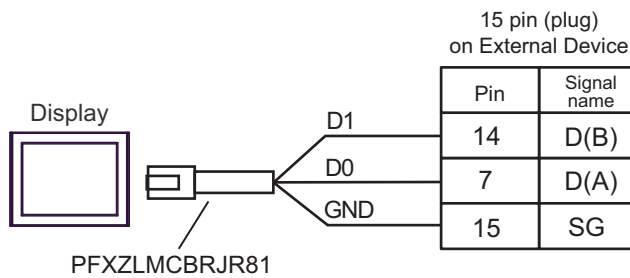 15 pin (plug)
on External Device
Pin
Signal
name
Display
D1
14
D(B)
D0
7
D(A)
GND
15
SG
PFXZLMCBRJR81